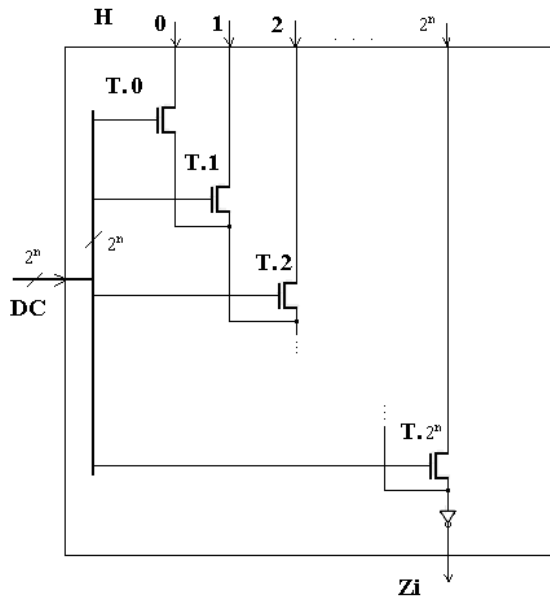 H 0 1 2 . . . 2ⁿ
T.0
T.1
2ⁿ
2ⁿ
T.2
DC
T.2ⁿ
Zi